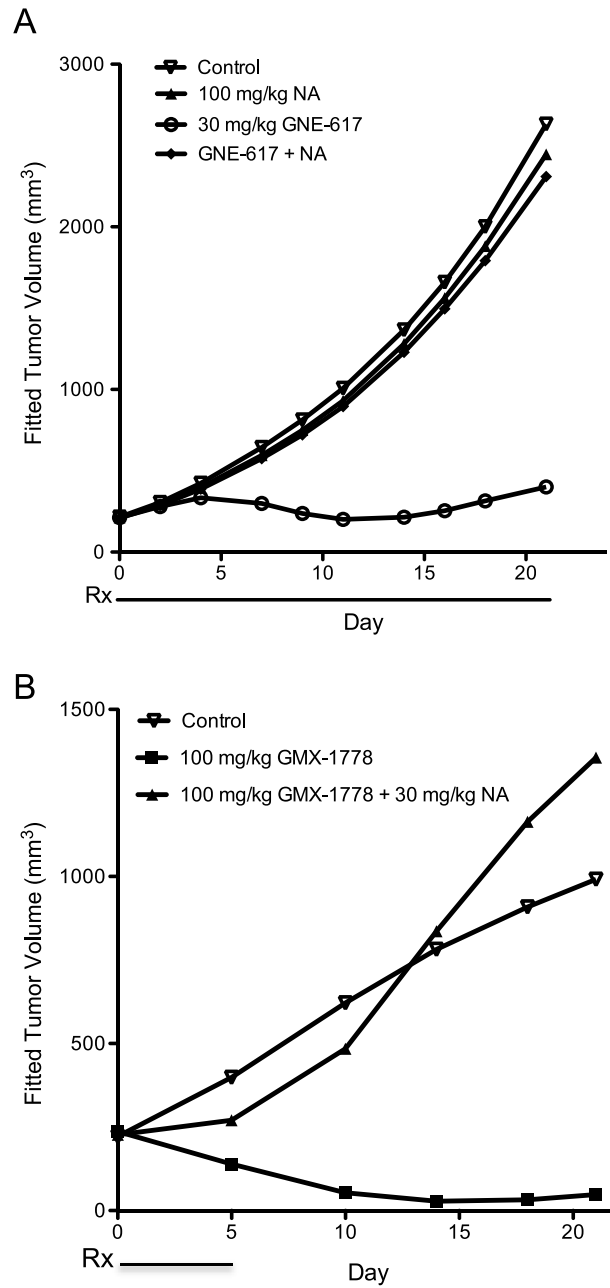 A
3000
2000
1000
0
Fitted Tumor Volume (mm³)
Control
100 mg/kg NA
30 mg/kg GNE-617
GNE-617 + NA
0 5 10 15 20
Rx
Day
B
1500
1000
500
0
Fitted Tumor Volume (mm³)
Control
100 mg/kg GMX-1778
100 mg/kg GMX-1778 + 30 mg/kg NA
0 5 10 15 20
Rx
Day